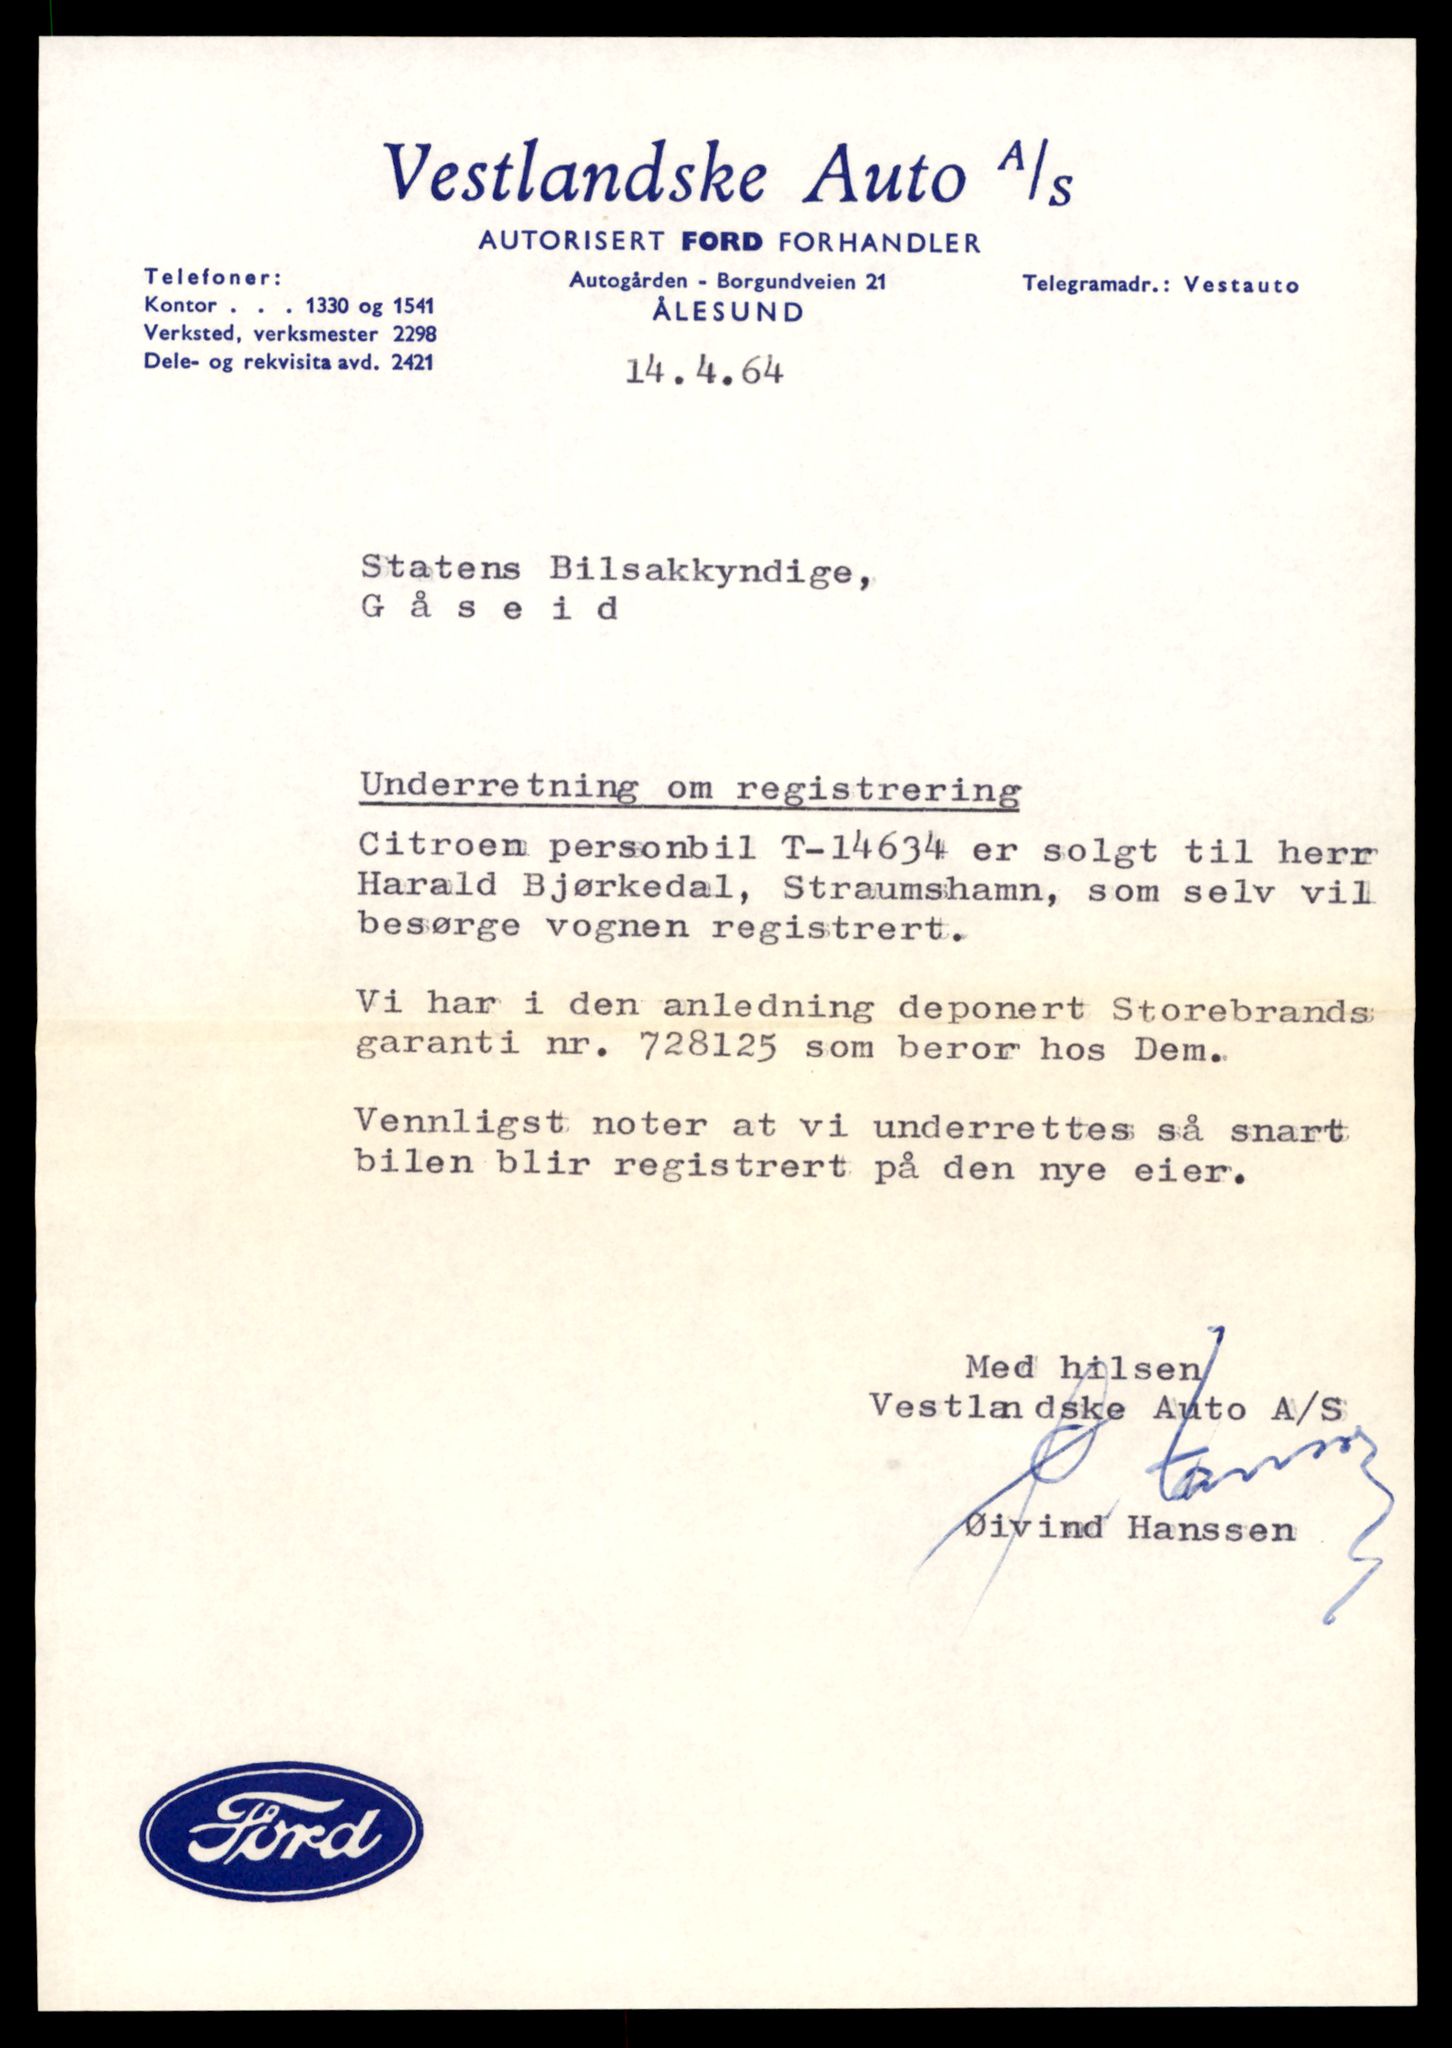 Vestlandske Auto A/S
AUTORISERT FORD FORHANDLER
Telefoner:
Kontor . . . 1330 og 1541
Verksted, verksmester 2298
Dele- og rekvisita avd. 2421
Autogården - Borgundveien 21
ÅLESUND
Telegramadr.: Vestauto
14.4.64
Statens Bilsakkyndige,
G å s e i d
Underretning om registrering
Citroen personbil T-14634 er solgt til herr
Harald Bjørkedal, Straumshamn, som selv vil
besørge vognen registrert.
Vi har i den anledning deponert Storebrands
garanti nr. 728125 som beror hos Dem.
Vennligst noter at vi underrettes så snart
bilen blir registrert på den nye eier.
Med hilsen
Vestlandske Auto A/S
Ø Hanssen
Øivind Hanssen
Ford